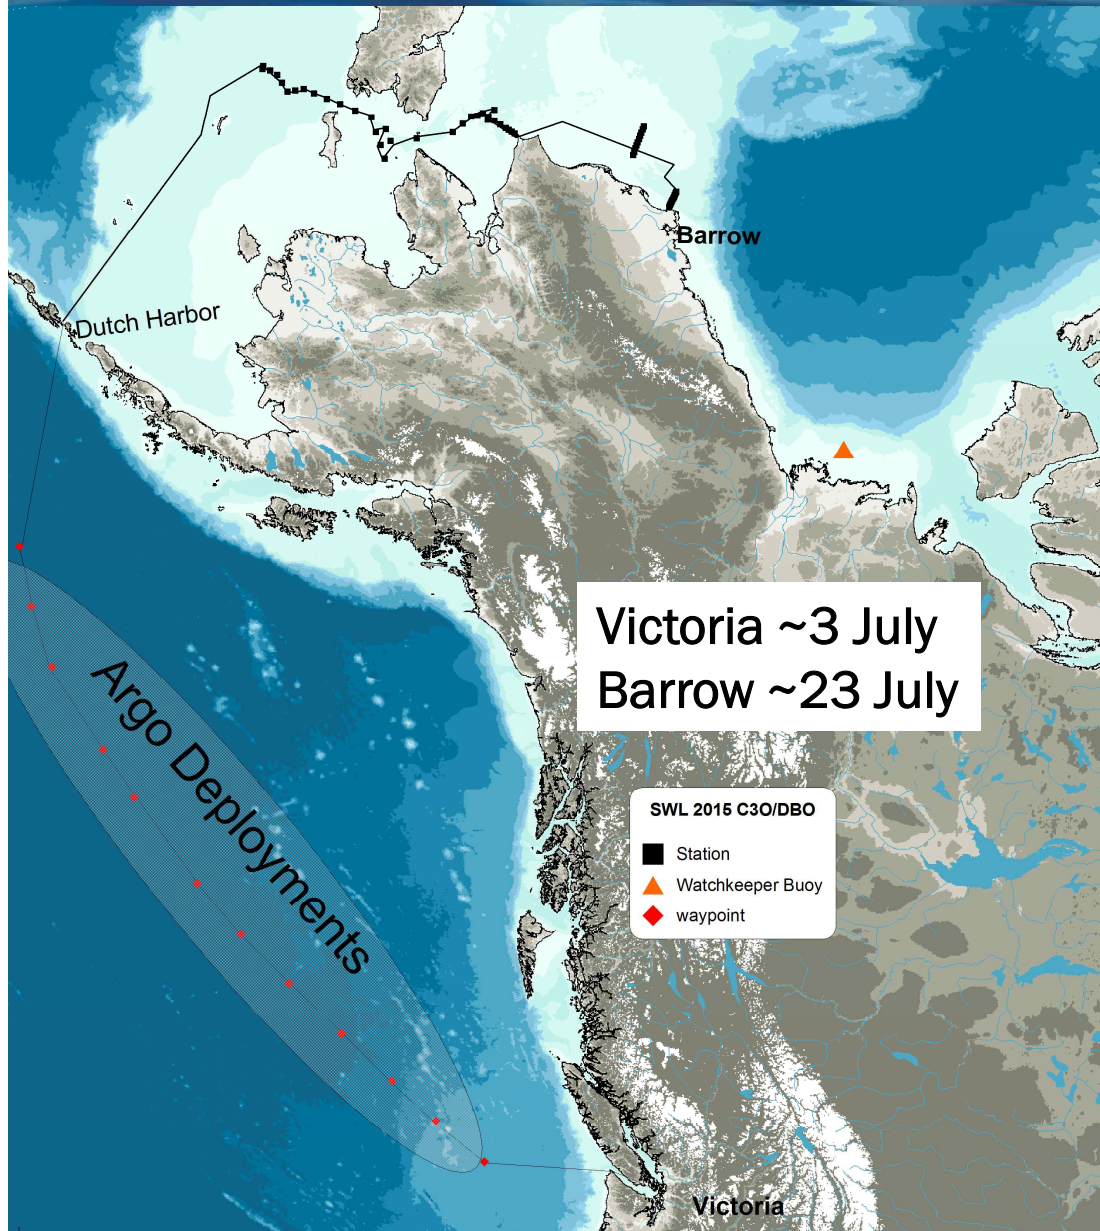 Barrow
Dutch Harbor
Victoria ~3 July
Barrow ~23 July
Argo Deployments
SWL 2015 C3O/DBO
Station
Watchkeeper Buoy
waypoint
Victoria